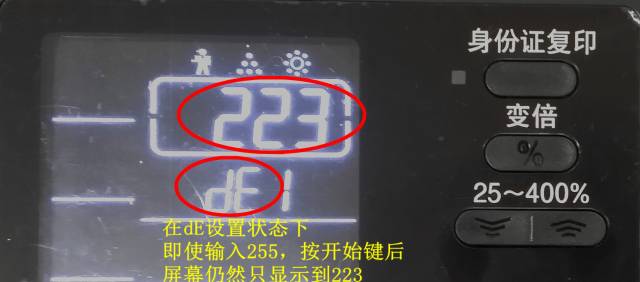 身份证复印
223
变倍
%
dE1
25~400%
在dE设置状态下
即使输入255，按开始键后
屏幕仍然只显示到223